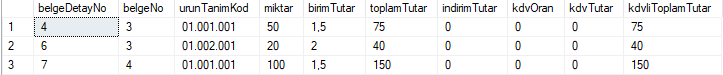 belgeDetayNo belgeNo urunTanimKod miktar birimTutar toplamTutar indirimTutar kdvOran kdvTutar kdvliToplamTutar
1 4 3 01.001.001 50 1,5 75 0 0 0 75
2 6 3 01.002.001 20 2 40 0 0 0 40
3 7 4 01.001.001 100 1,5 150 0 0 0 150